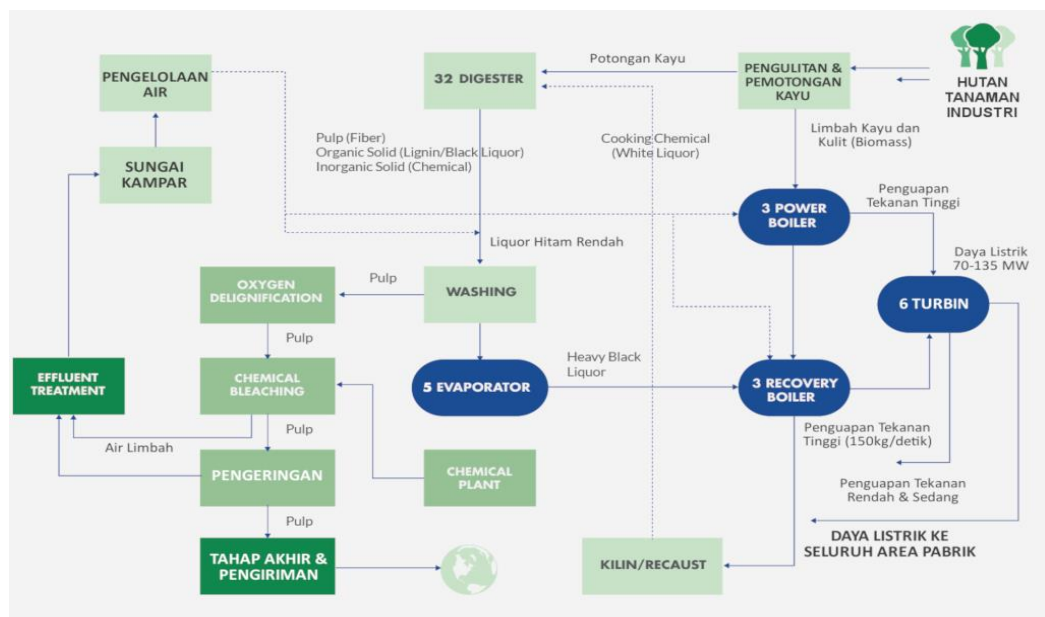 PENGELOLAAN
AIR
32 DIGESTER
Potongan Kayu
PENGULITAN &
PEMOTONGAN
KAYU
HUTAN
TANAMAN
INDUSTRI
Pulp (Fiber)
Organic Solid (Lignin/Black Liquor)
Inorganic Solid (Chemical)
Cooking Chemical
(White Liquor)
Limbah Kayu dan
Kulit (Biomass)
SUNGAI
KAMPAR
3 POWER
BOILER
Penguapan
Tekanan Tinggi
Liquor Hitam Rendah
Daya Listrik
70-135 MW
OXYGEN
DELIGNIFICATION
Pulp
WASHING
6 TURBIN
Pulp
EFFLUENT
TREATMENT
CHEMICAL
BLEACHING
5 EVAPORATOR
Heavy Black
Liquor
3 RECOVERY
BOILER
Air Limbah
Pulp
Penguapan Tekanan
Tinggi (150kg/detik)
PENGERINGAN
CHEMICAL
PLANT
Penguapan Tekanan
Rendah & Sedang
Pulp
DAYA LISTRIK KE
SELURUH AREA PABRIK
TAHAP AKHIR &
PENGIRIMAN
KILIN/RECAUST